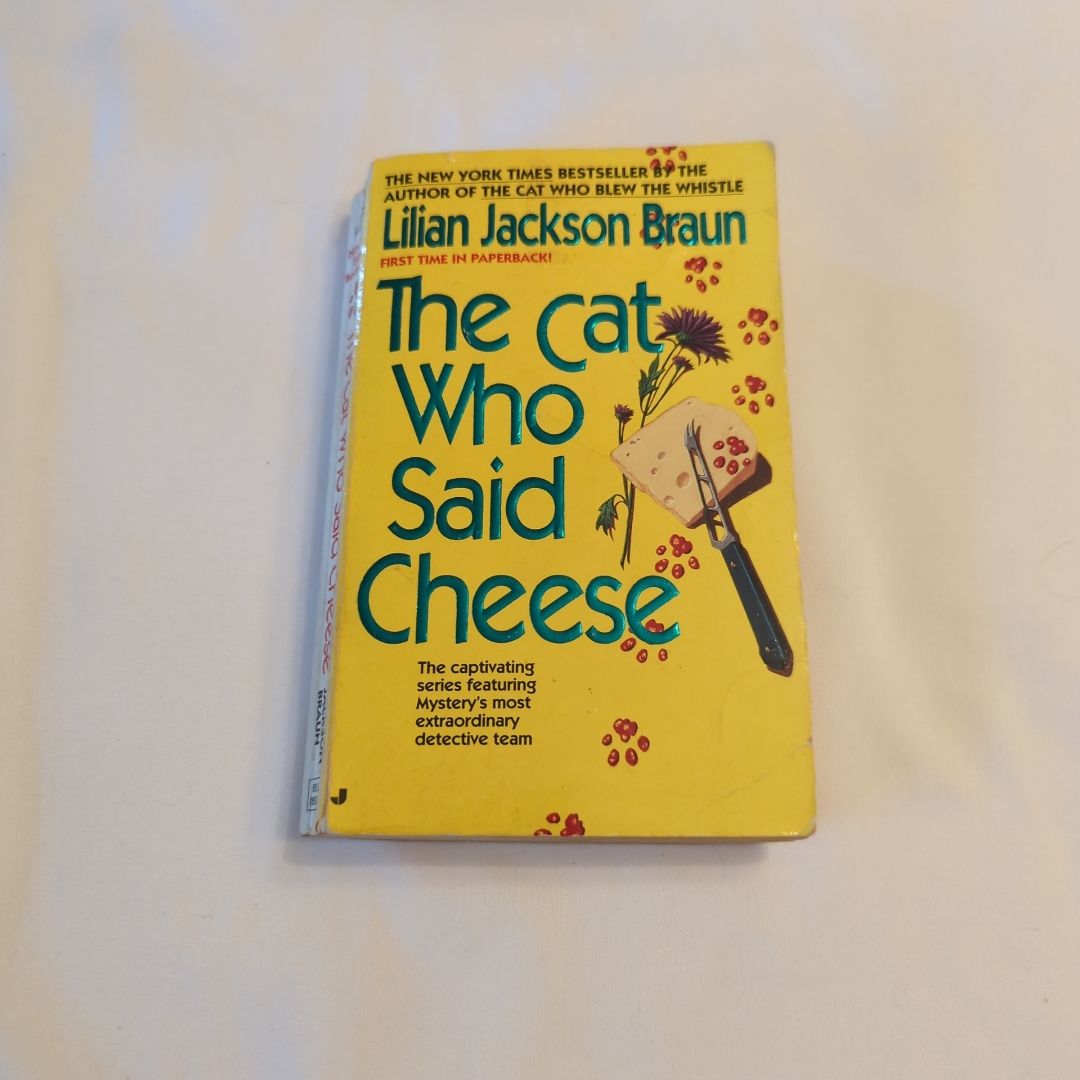 THE NEW YORK TIMES BESTSELLER BY THE
AUTHOR OF THE CAT WHO BLEW THE WHISTLE
Lilian Jackson Braun
FIRST TIME IN PAPERBACK!
The Cat
Who
Said
Cheese
The captivating
series featuring
Mystery's most
extraordinary
detective team
J
The Cat Who Said Cheese
JACKSON
BRAUN